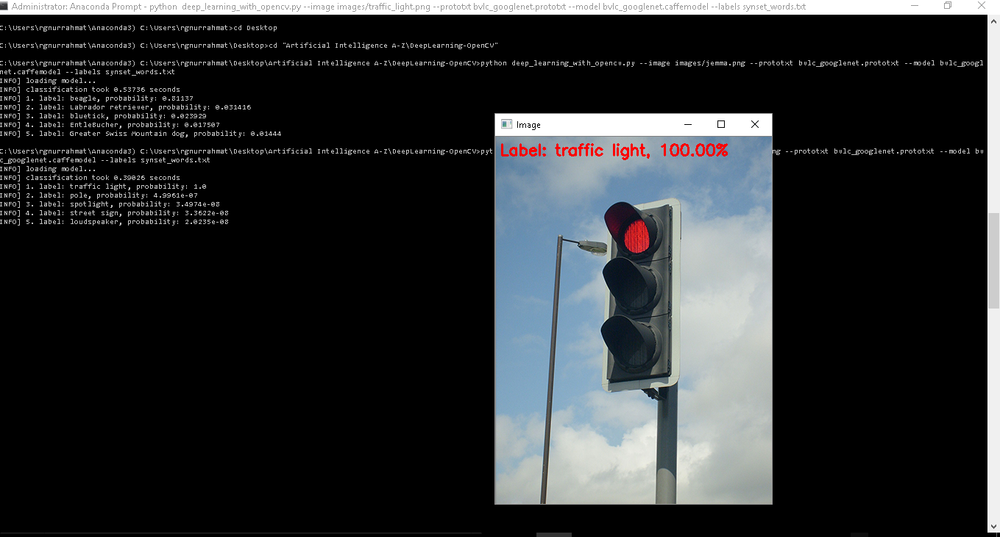 Administrator: Anaconda Prompt - python  deep_learning_with_opencv.py --image images/traffic_light.png --prototxt bvlc_googlenet.prototxt --model bvlc_googlenet.caffemodel --labels synset_words.txt
C:\Users\rgnurrahmat\Anaconda3) C:\Users\rgnurrahmat>cd Desktop
C:\Users\rgnurrahmat\Anaconda3) C:\Users\rgnurrahmat\Desktop>cd "Artificial Intelligence A-Z\DeepLearning-OpenCV"
C:\Users\rgnurrahmat\Anaconda3) C:\Users\rgnurrahmat\Desktop\Artificial Intelligence A-Z\DeepLearning-OpenCV>python deep_learning_with_opencv.py --image images/jemma.png --prototxt bvlc_googlenet.prototxt --model bvlc_googl
net.caffemodel --labels synset_words.txt
INFO] loading model...
INFO] classification took 0.53736 seconds
INFO] 1. label: beagle, probability: 0.81137
INFO] 2. label: Labrador retriever, probability: 0.031416
INFO] 3. label: bluetick, probability: 0.023929
INFO] 4. label: EntleBucher, probability: 0.017507
INFO] 5. label: Greater Swiss Mountain dog, probability: 0.01444
C:\Users\rgnurrahmat\Anaconda3) C:\Users\rgnurrahmat\Desktop\Artificial Intelligence A-Z\DeepLearning-OpenCV>pyt
ng --prototxt bvlc_googlenet.prototxt --model bv
c_googlenet.caffemodel --labels synset_words.txt
INFO] loading model...
INFO] classification took 0.39026 seconds
INFO] 1. label: traffic light, probability: 1.0
INFO] 2. label: pole, probability: 4.9961e-07
INFO] 3. label: spotlight, probability: 3.4974e-08
INFO] 4. label: street sign, probability: 3.3622e-08
INFO] 5. label: loudspeaker, probability: 2.0235e-08
Image
Label: traffic light, 100.00%